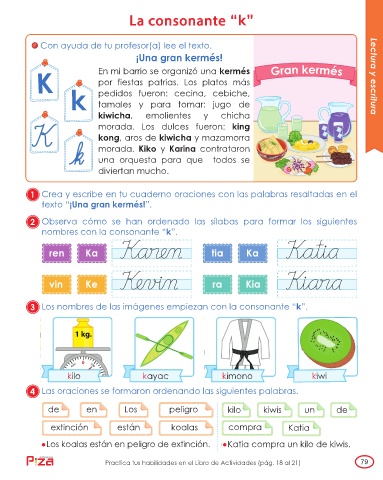 La consonante “k”
Con ayuda de tu profesor(a) lee el texto.
¡Una gran kermés!
En mi barrio se organizó una kermés
por fiestas patrias. Los platos más
pedidos fueron: cecina, cebiche,
tamales y para tomar: jugo de
kiwicha, emolientes y chicha
morada. Los dulces fueron: king
kong, aros de kiwicha y mazamorra
morada. Kiko y Karina contrataron
una orquesta para que todos se
diviertan mucho.
K
k
K
k
Gran kermés
Lectura y escritura
1 Crea y escribe en tu cuaderno oraciones con las palabras resaltadas en el
texto “¡Una gran kermés!”.
2 Observa cómo se han ordenado las sílabas para formar los siguientes
nombres con la consonante “k”.
ren Ka Karen tia Ka Katia
vin Ke Kevin ra Kia Kiara
3 Los nombres de las imágenes empiezan con la consonante “k”.
1 kg.
kilo kayac kimono kiwi
4 Las oraciones se formaron ordenando las siguientes palabras.
de en Los peligro kilo kiwis un de
extinción están koalas compra Katia
Los koalas están en peligro de extinción. Katia compra un kilo de kiwis.
Piza
Practica tus habilidades en el Libro de Actividades (pág. 18 al 21)
79